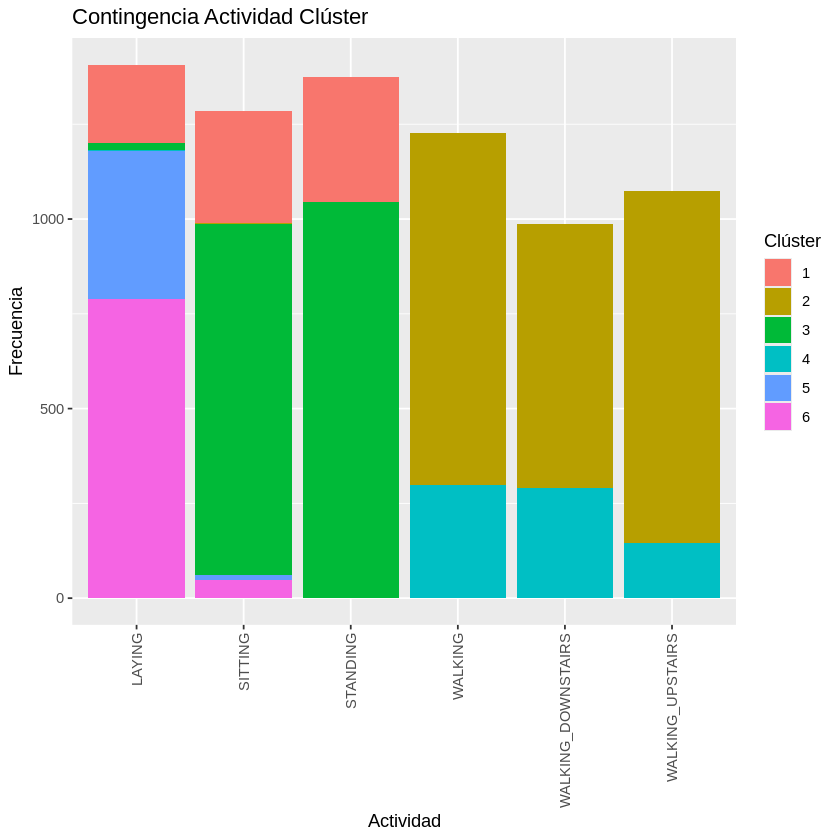 Contingencia Actividad Clúster
Frecuencia
1000
500
0
LAYING
SITTING
STANDING
WALKING
WALKING_DOWNSTAIRS
WALKING_UPSTAIRS
Actividad
Clúster
1
2
3
4
5
6